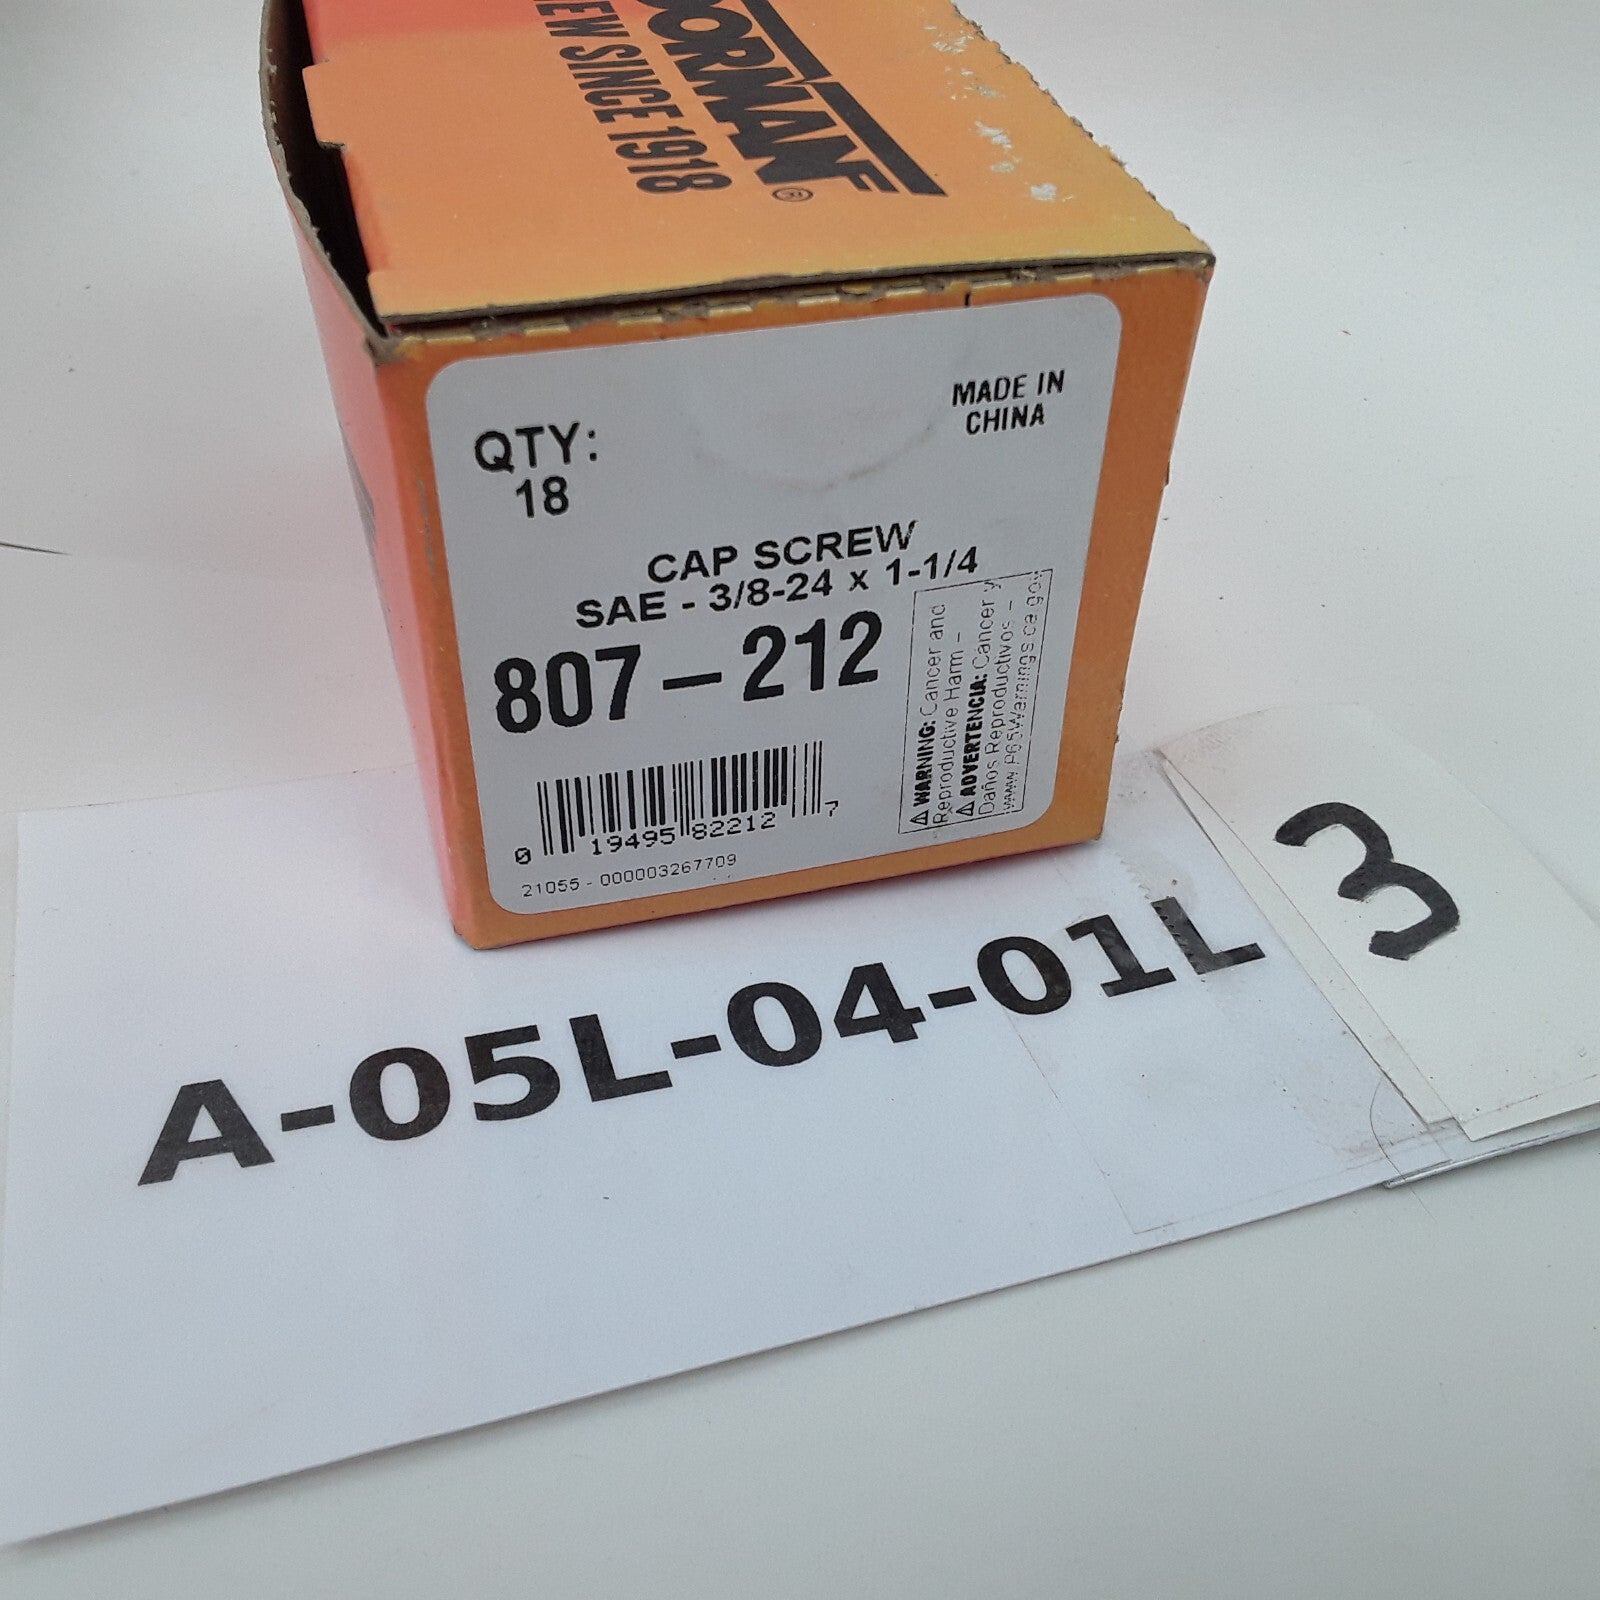 DORMAN®
NEW SINCE 1918
MADE IN
CHINA
QTY:
18
CAP SCREW
SAE - 3/8-24 x 1-1/4
807-212
⚠ WARNING: Cancer and
Reproductive Harm –
⚠ ADVERTENCIA: Cáncer y
Daños Reproductivos –
www.P65Warnings.ca.gov
0 19495 82212 7
21055 - 000003267709
A-05L-04-01L
3